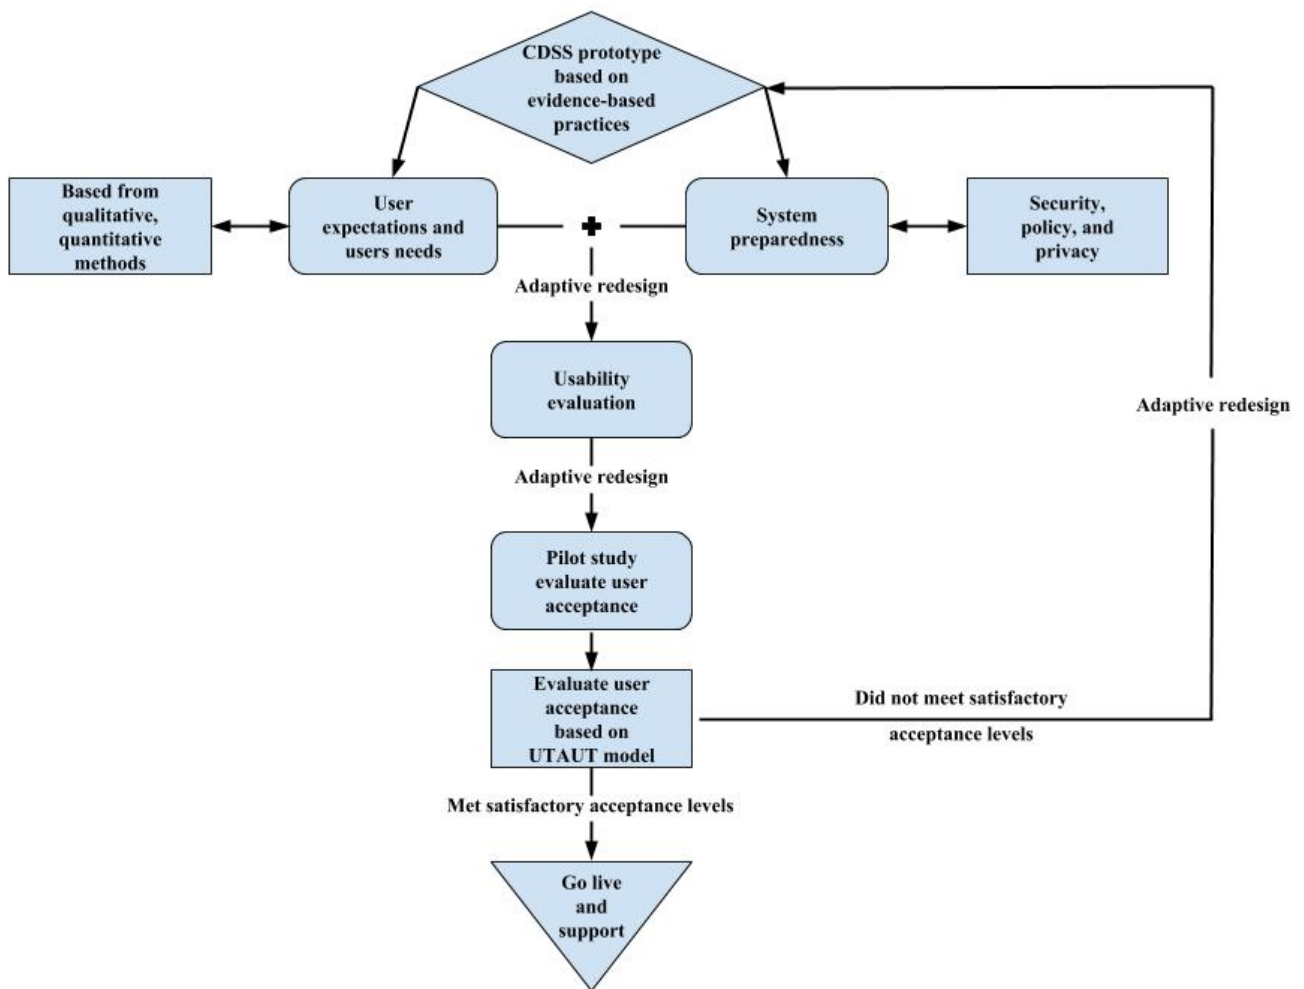 CDSS prototype
based on
evidence-based
practices
Based from
qualitative,
quantitative
methods
User
expectations and
users needs
System
preparedness
Security,
policy, and
privacy
Adaptive redesign
Usability
evaluation
Adaptive redesign
Adaptive redesign
Pilot study
evaluate user
acceptance
Evaluate user
acceptance
based on
UTAUT model
Did not meet satisfactory
acceptance levels
Met satisfactory acceptance levels
Go live
and
support